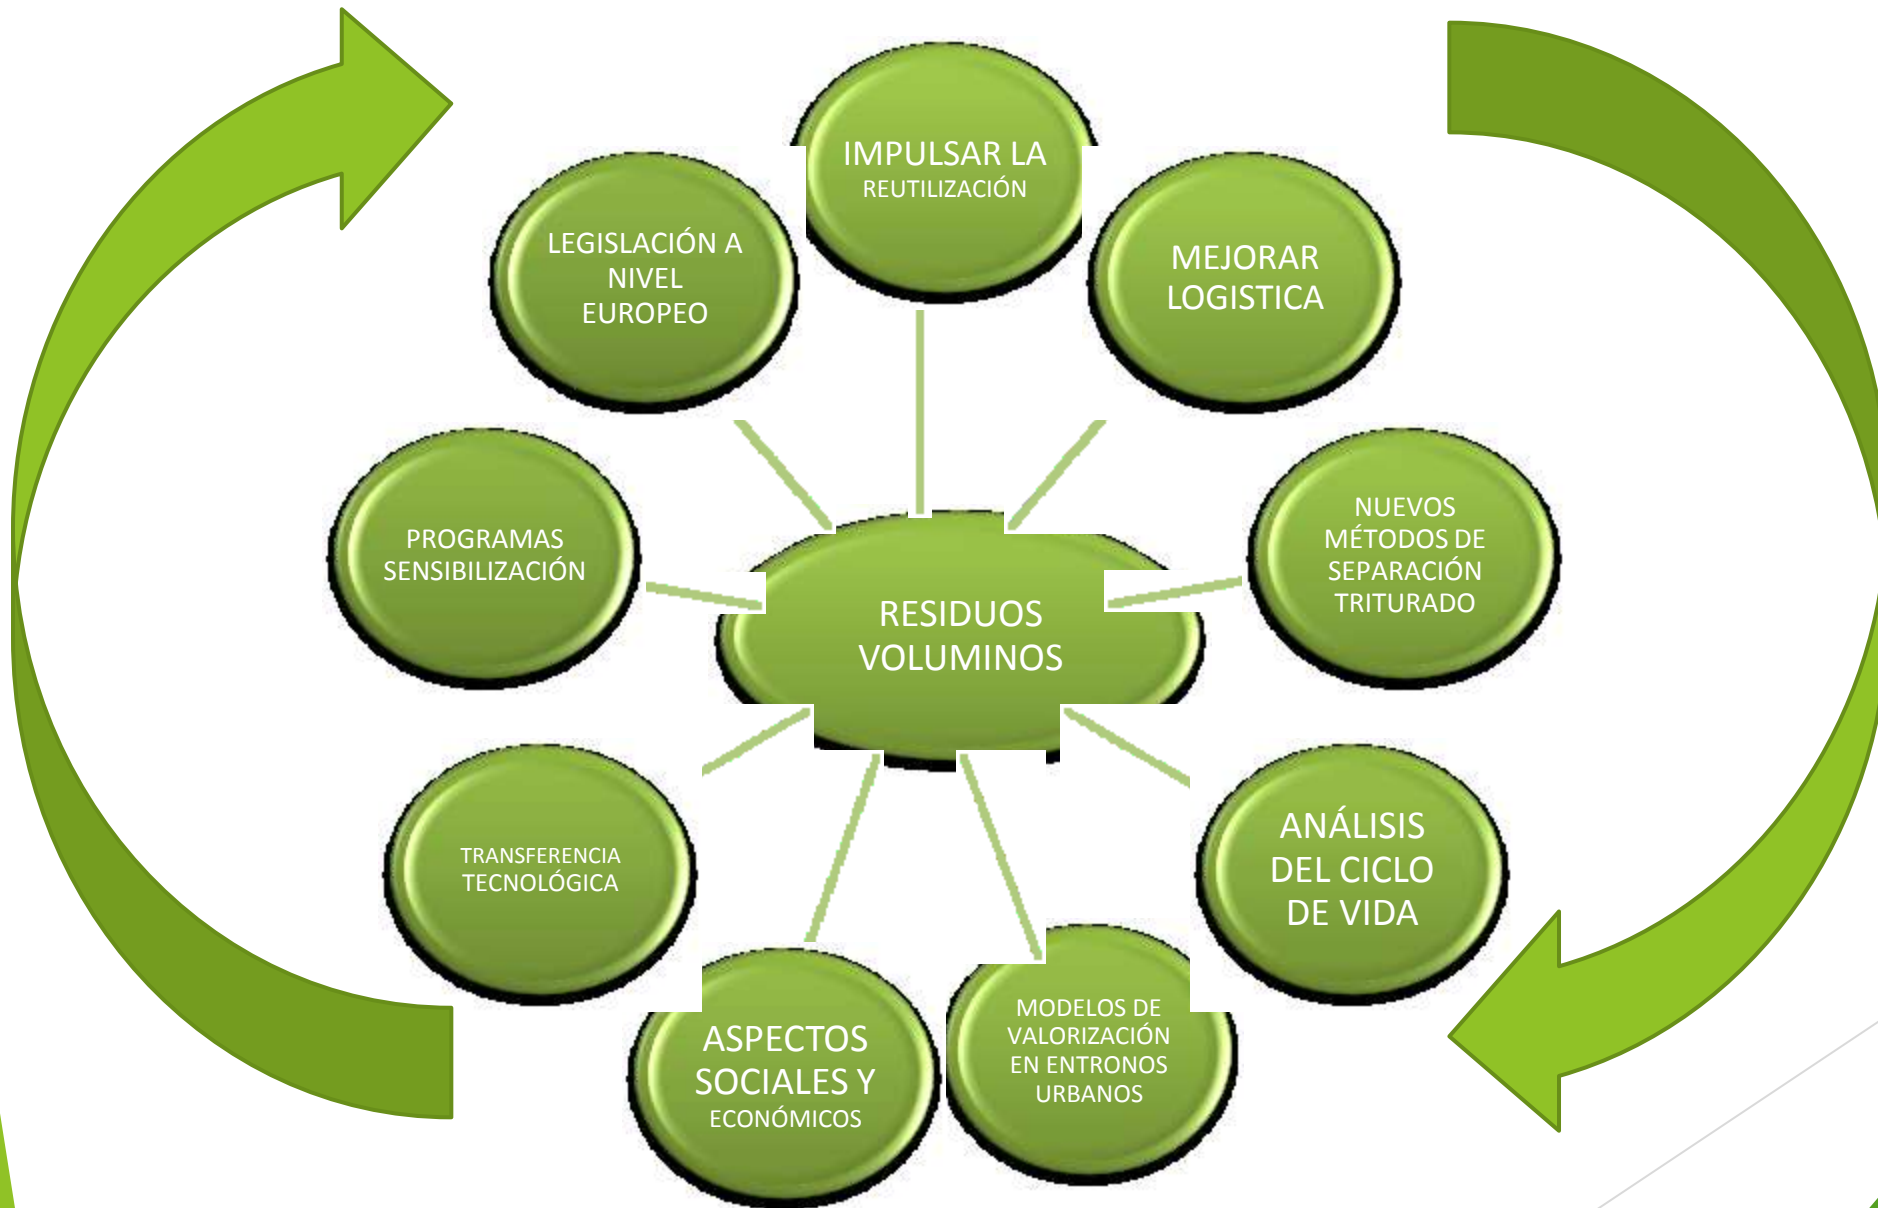 IMPULSAR LA
REUTILIZACIÓN
LEGISLACIÓN A
NIVEL
EUROPEO
MEJORAR
LOGISTICA
PROGRAMAS
SENSIBILIZACIÓN
NUEVOS
MÉTODOS DE
SEPARACIÓN
TRITURADO
RESIDUOS
VOLUMINOS
TRANSFERENCIA
TECNOLÓGICA
ANÁLISIS
DEL CICLO
DE VIDA
ASPECTOS
SOCIALES Y
ECONÓMICOS
MODELOS DE
VALORIZACIÓN
EN ENTRONOS
URBANOS